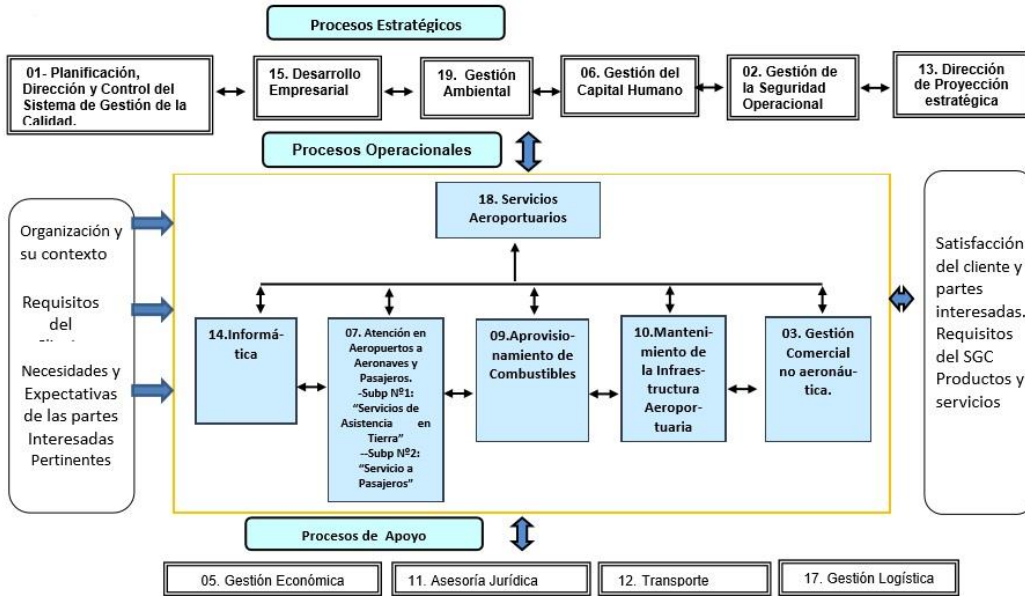 Procesos Estratégicos
01- Planificación,
Dirección y Control del
Sistema de Gestión de la
Calidad.
15. Desarrollo
Empresarial
19. Gestión
Ambiental
06. Gestión del
Capital Humano
02. Gestión de
la Seguridad
Operacional
13. Dirección
de Proyección
estratégica
Procesos Operacionales
Organización y
su contexto
Requisitos
del
Necesidades y
Expectativas
de las partes
Interesadas
Pertinentes
18. Servicios
Aeroportuarios
14.Informá-
tica
07. Atención en
Aeropuertos a
Aeronaves y
Pasajeros.
-Subp Nº1:
“Servicios de
Asistencia en
Tierra”
--Subp Nº2:
“Servicio a
Pasajeros”
09.Aprovisio-
namiento de
Combustibles
10.Manteni-
miento de
la Infraes-
tructura
Aeropor-
tuaria
03. Gestión
Comercial
no aeronáu-
tica.
Satisfacción
del cliente y
partes
interesadas.
Requisitos
del SGC
Productos y
servicios
Procesos de Apoyo
05. Gestión Económica
11. Asesoría Jurídica
12. Transporte
17. Gestión Logística